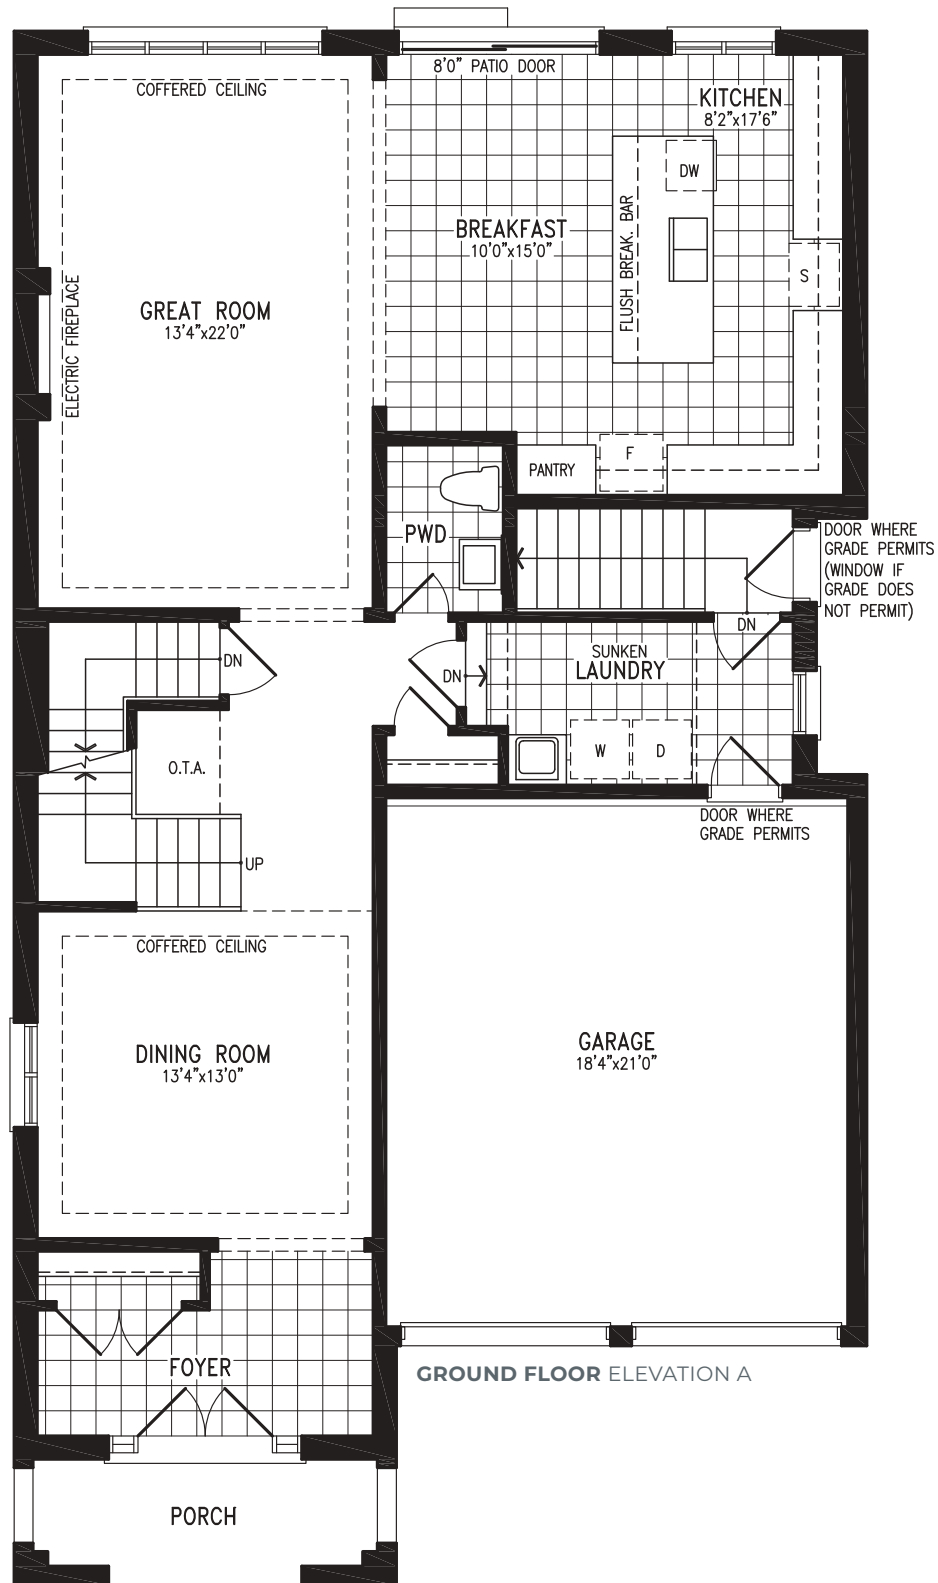 8'0" PATIO DOOR
COFFERED CEILING
KITCHEN
8'2"x17'6"
DW
FLUSH BREAK. BAR
BREAKFAST
10'0"x15'0"
S
ELECTRIC FIREPLACE
GREAT ROOM
13'4"x22'0"
F
PANTRY
PWD
DOOR WHERE
GRADE PERMITS
(WINDOW IF
GRADE DOES
NOT PERMIT)
DN
DN
SUNKEN
LAUNDRY
DN
W
D
O.T.A.
DOOR WHERE
GRADE PERMITS
UP
COFFERED CEILING
DINING ROOM
13'4"x13'0"
GARAGE
18'4"x21'0"
FOYER
GROUND FLOOR ELEVATION A
PORCH